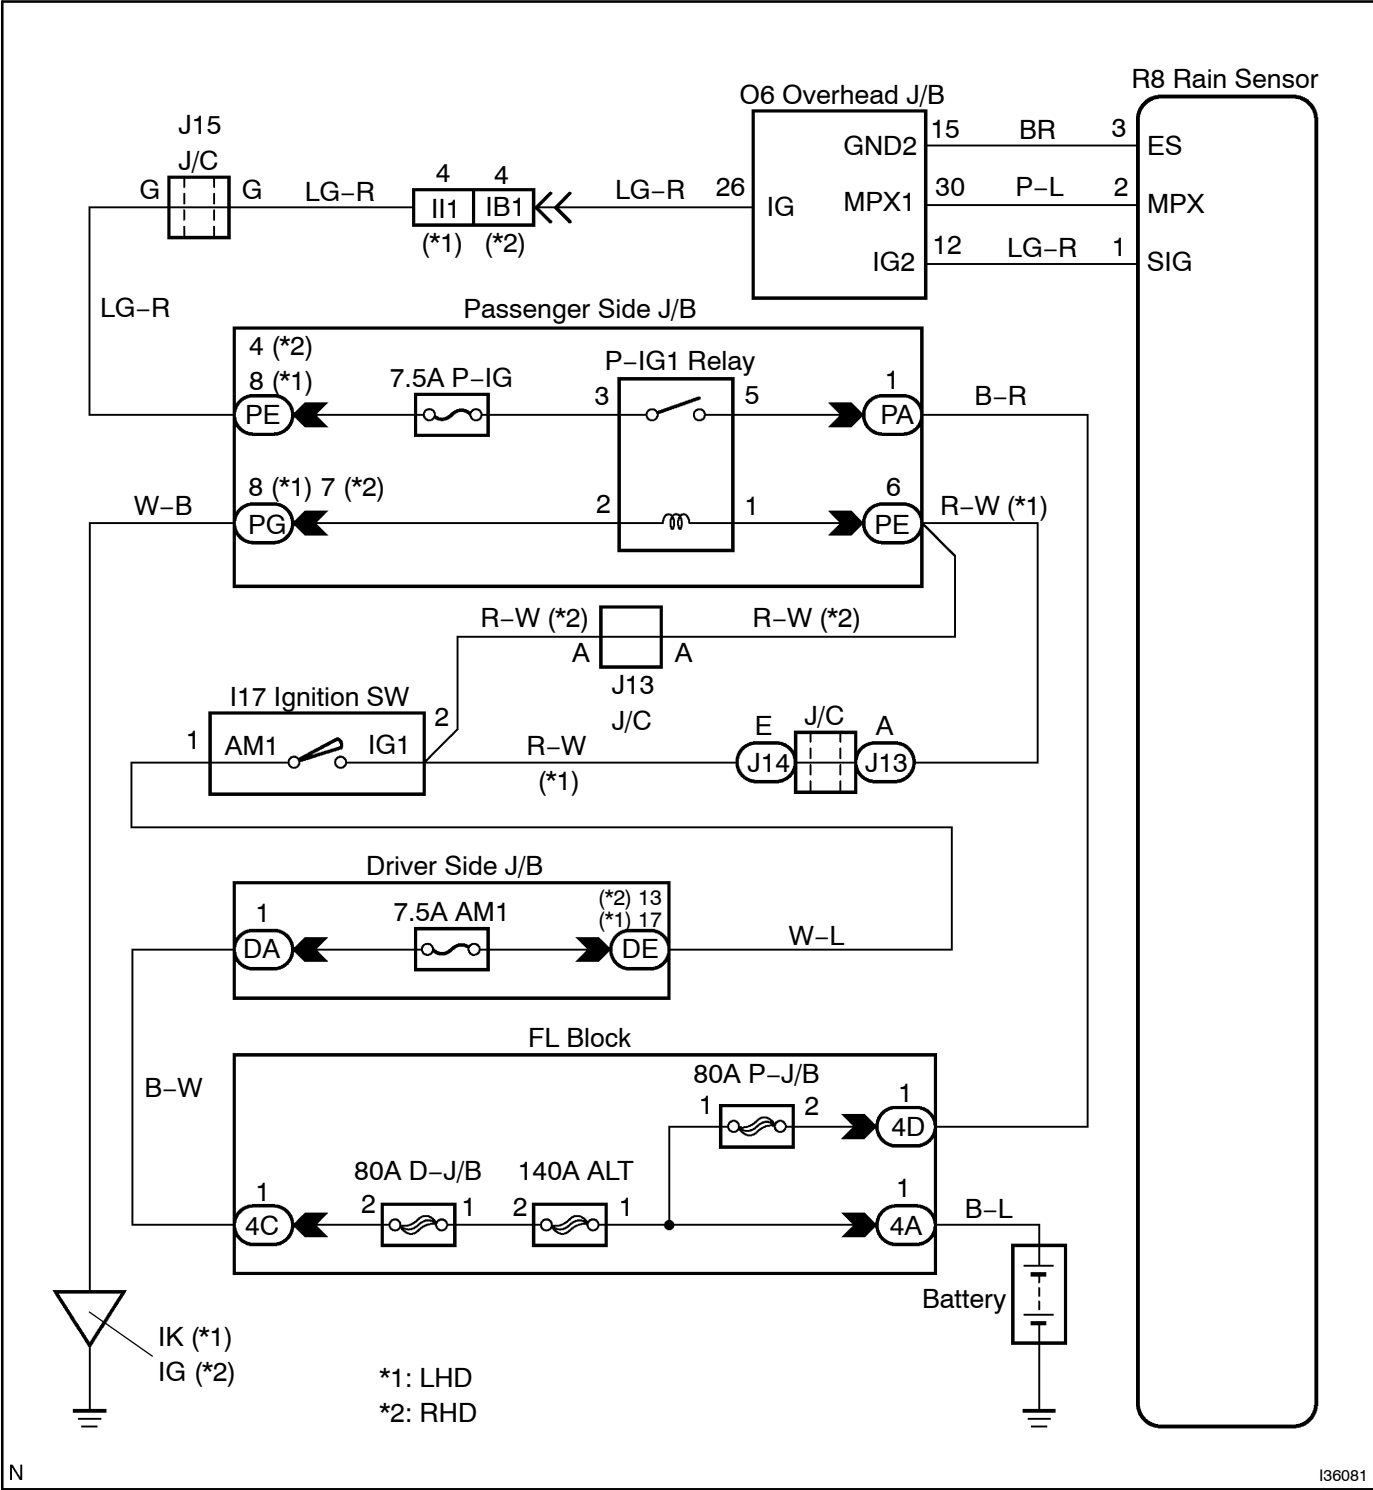 R8 Rain Sensor
O6 Overhead J/B
J15
J/C
G G LG-R
4 4
II1 IB1
(*1) (*2)
LG-R 26 IG
GND2 15 BR 3 ES
MPX1 30 P-L 2 MPX
IG2 12 LG-R 1 SIG
LG-R
Passenger Side J/B
4 (*2)
8 (*1)
PE
7.5A P-IG
P-IG1 Relay
3 5
1
PA
B-R
W-B
8 (*1) 7 (*2)
PG
2 1
6
PE
R-W (*1)
R-W (*2) R-W (*2)
A A
J13
J/C
I17 Ignition SW
1 AM1 IG1 2
R-W
(*1)
E J/C A
J14 J13
Driver Side J/B
1
DA
7.5A AM1
(*2) 13
(*1) 17
DE
W-L
FL Block
B-W
80A P-J/B
1 2
1
4D
80A D-J/B 140A ALT
1
4C
2 1 2 1
1
4A
B-L
Battery
IK (*1)
IG (*2)
*1: LHD
*2: RHD
N
I36081